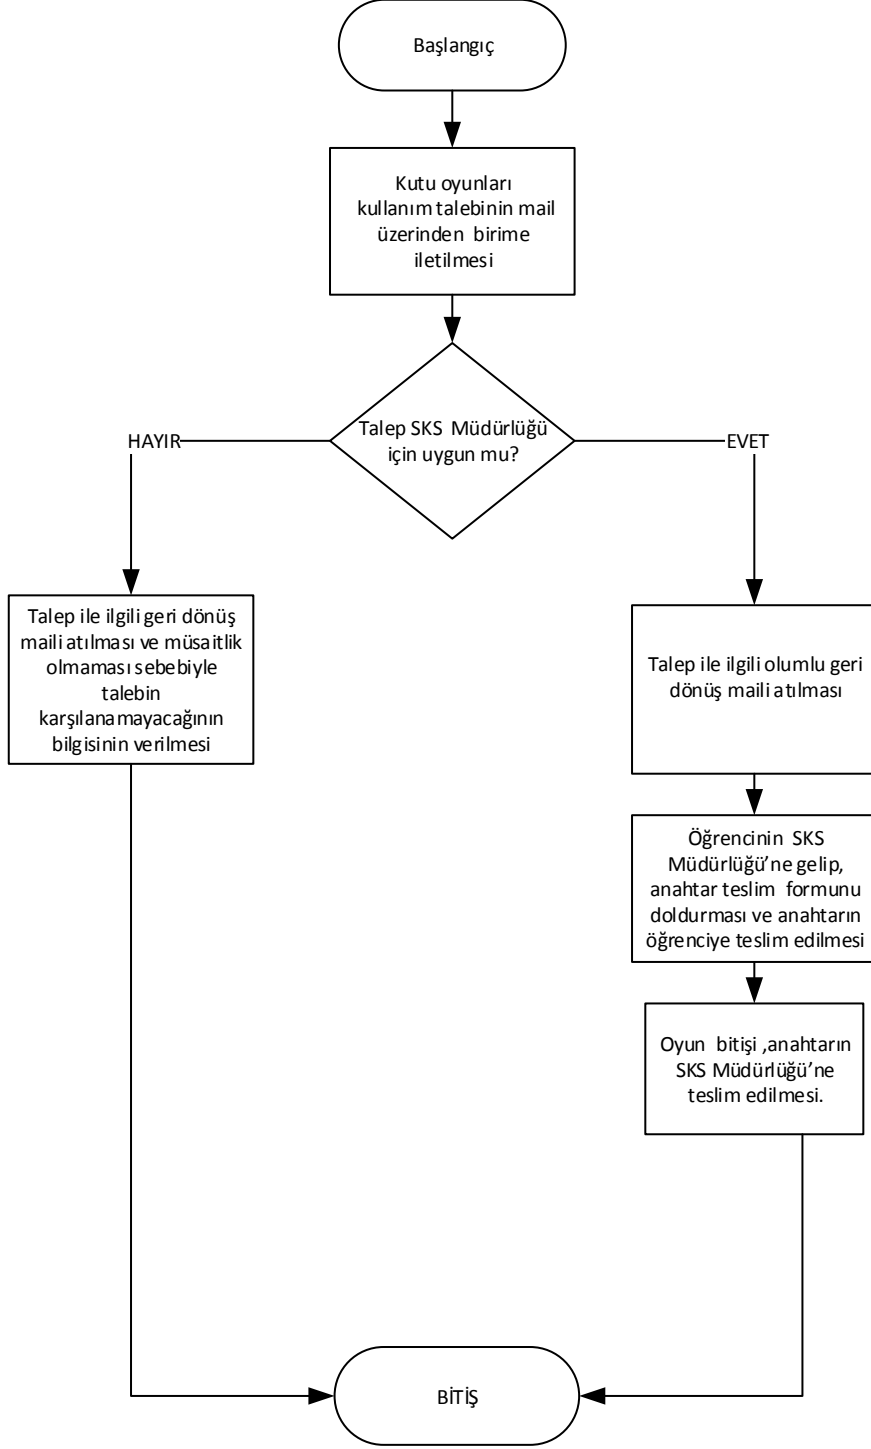 Başlangıç
Kutu oyunları
kullanım talebinin mail
üzerinden birime
iletilmesi
Talep SKS Müdürlüğü
için uygun mu?
HAYIR
EVET
Talep ile ilgili geri dönüş
maili atılması ve müsaitlik
olmaması sebebiyle
talebin
karşılanamayacağının
bilgisinin verilmesi
Talep ile ilgili olumlu geri
dönüş maili atılması
Öğrencinin SKS
Müdürlüğü’ne gelip,
anahtar teslim formunu
doldurması ve anahtarın
öğrenciye teslim edilmesi
Oyun bitişi ,anahtarın
SKS Müdürlüğü’ne
teslim edilmesi.
BİTİŞ